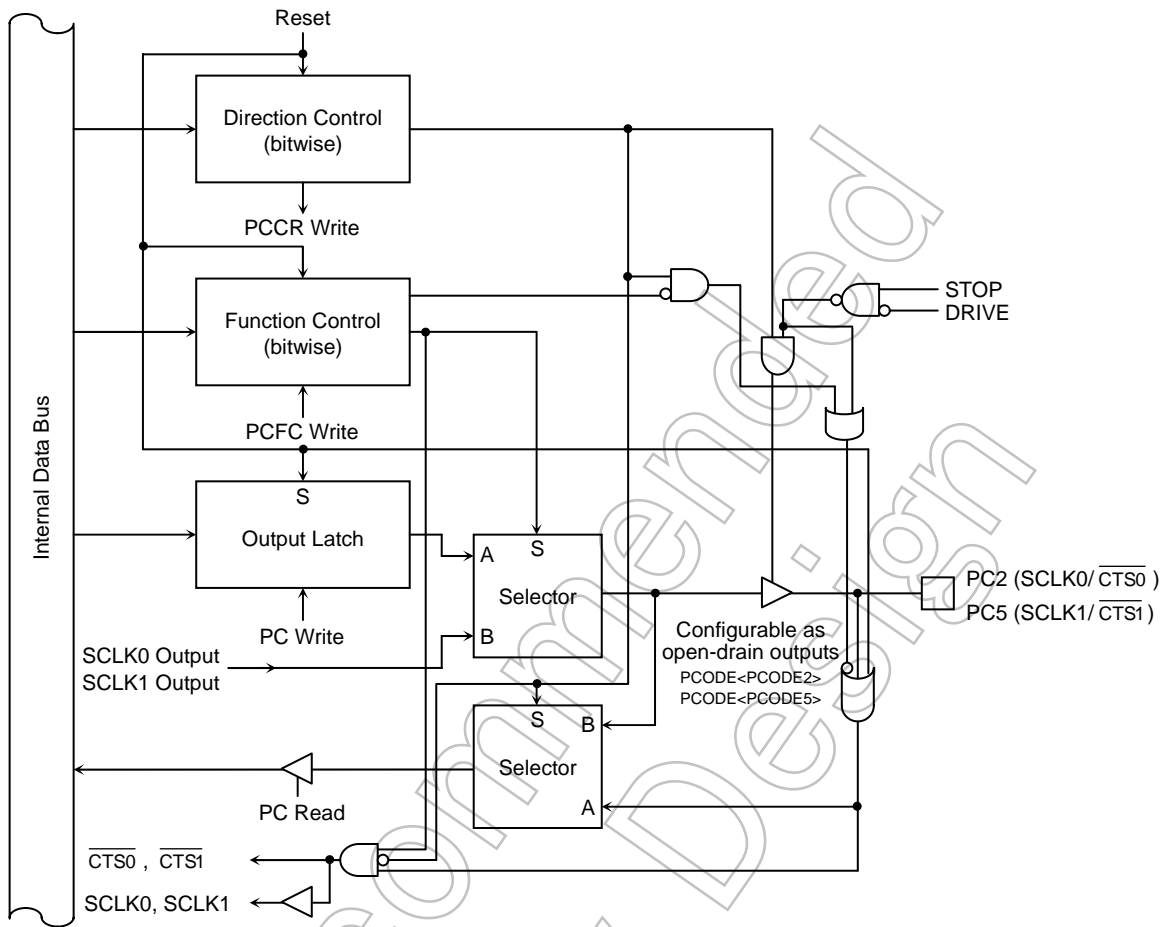 Reset
Direction Control
(bitwise)
PCCR Write
Function Control
(bitwise)
STOP
DRIVE
PCFC Write
Internal Data Bus
S
Output Latch
A
S
Selector
B
PC2 (SCLK0/ CTS0 )
PC5 (SCLK1/ CTS1 )
PC Write
SCLK0 Output
SCLK1 Output
Configurable as
open-drain outputs
PCODE<PCODE2>
PCODE<PCODE5>
S
B
Selector
A
PC Read
CTS0 , CTS1
SCLK0, SCLK1
ommended
Design